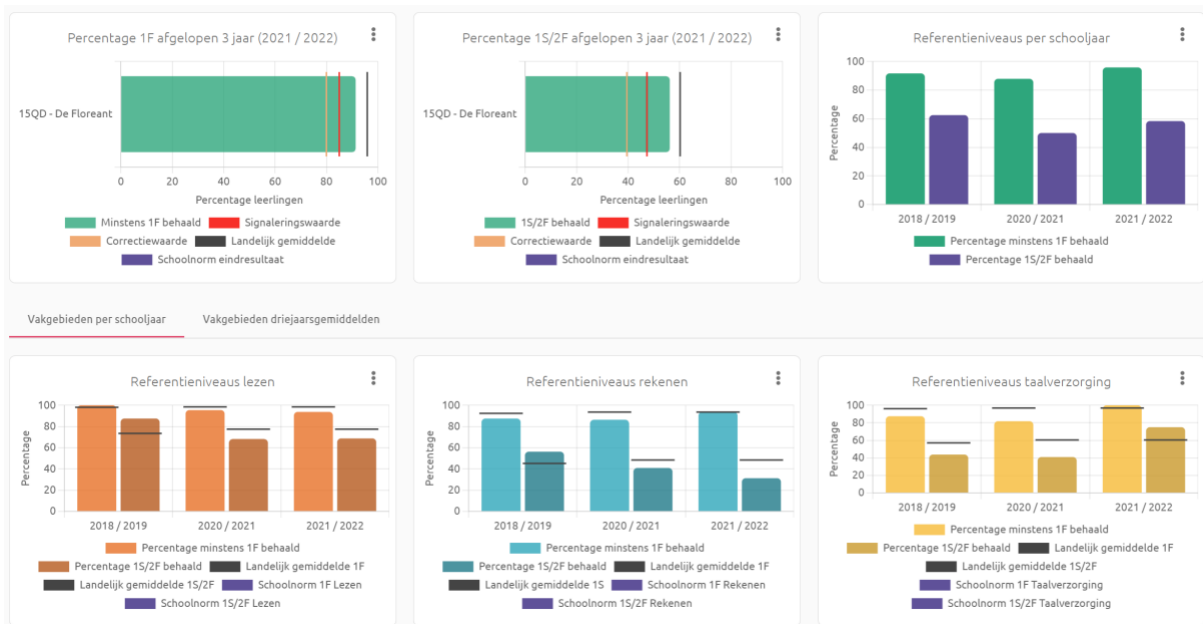 Percentage 1F afgelopen 3 jaar (2021 / 2022)
15QD - De Floreant
0 20 40 60 80 100
Percentage leerlingen
Minstens 1F behaald Signaleringswaarde
Correctiewaarde Landelijk gemiddelde
Schoolnorm eindresultaat
Percentage 1S/2F afgelopen 3 jaar (2021 / 2022)
15QD - De Floreant
0 20 40 60 80 100
Percentage leerlingen
1S/2F behaald Signaleringswaarde
Correctiewaarde Landelijk gemiddelde
Schoolnorm eindresultaat
Referentieniveaus per schooljaar
Percentage
100
80
60
40
20
0
2018 / 2019 2020 / 2021 2021 / 2022
Percentage minstens 1F behaald
Percentage 1S/2F behaald
Vakgebieden per schooljaar Vakgebieden driejaarsgemiddelden
Referentieniveaus lezen
Percentage
100
80
60
40
20
0
2018 / 2019 2020 / 2021 2021 / 2022
Percentage minstens 1F behaald
Percentage 1S/2F behaald Landelijk gemiddelde 1F
Landelijk gemiddelde 1S/2F Schoolnorm 1F Lezen
Schoolnorm 1S/2F Lezen
Referentieniveaus rekenen
Percentage
100
80
60
40
20
0
2018 / 2019 2020 / 2021 2021 / 2022
Percentage minstens 1F behaald
Percentage 1S/2F behaald Landelijk gemiddelde 1F
Landelijk gemiddelde 1S Schoolnorm 1F Rekenen
Schoolnorm 1S/2F Rekenen
Referentieniveaus taalverzorging
Percentage
100
80
60
40
20
0
2018 / 2019 2020 / 2021 2021 / 2022
Percentage minstens 1F behaald
Percentage 1S/2F behaald Landelijk gemiddelde 1F
Landelijk gemiddelde 1S/2F
Schoolnorm 1F Taalverzorging
Schoolnorm 1S/2F Taalverzorging